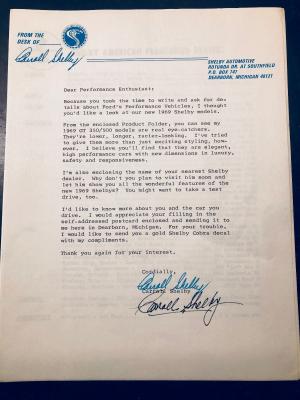 FROM THE
DESK OF
Carroll Shelby
SHELBY AUTOMOTIVE
ROTUNDA DR. AT SOUTHFIELD
P.O. BOX 747
DEARBORN, MICHIGAN 48121
Dear Performance Enthusiast:
Because you took the time to write and ask for de-
tails about Ford's Performance Vehicles, I thought
you'd like a look at our new 1969 Shelby models.
From the enclosed Product Folder, you can see my
1969 GT 350/500 models are real eye-catchers.
They're lower, longer, racier-looking. I've tried
to give them more than just exciting styling, how-
ever, I believe you'll find that they are elegant,
high performance cars with new dimensions in luxury,
safety and responsiveness.
I'm also enclosing the name of your nearest Shelby
dealer. Why don't you plan to visit him soon and
let him show you all the wonderful features of the
new 1969 Shelbys? You might want to take a test
drive, too.
I'd like to know more about you and the car you
drive. I would appreciate your filling in the
self-addressed postcard enclosed and sending it to
me here in Dearborn, Michigan. For your trouble,
I would like to send you a gold Shelby Cobra decal
with my compliments.
Thank you again for your interest.
Cordially,
Carroll Shelby
Carroll Shelby
Carroll Shelby